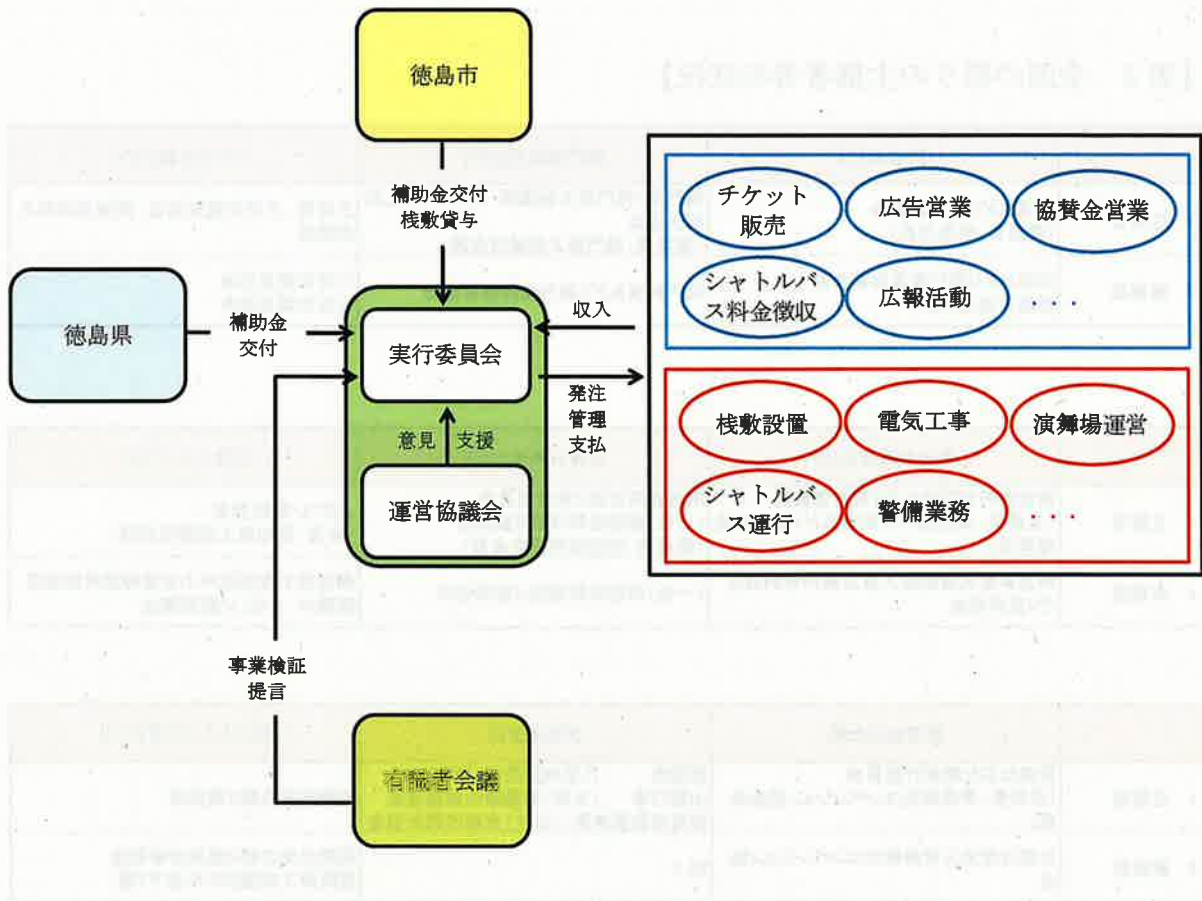 徳島市
補助金交付
桟敷貸与
徳島県
補助金
交付
実行委員会
意見 支援
運営協議会
収入
発注
管理
支払
チケット
販売
広告営業
協賛金営業
シャトルバ
ス料金徴収
広報活動
・・・
桟敷設置
電気工事
演舞場運営
シャトルバ
ス運行
警備業務
・・・・
事業検証
提言
有識者会議